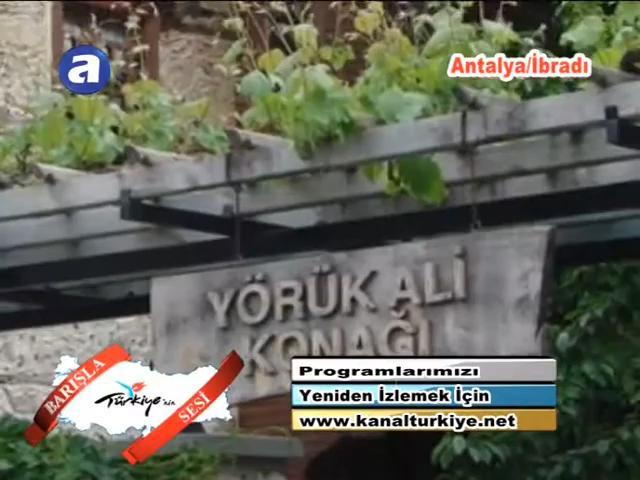 a
Antalya/İbradı
YÖRÜK ALİ
KONAĞI
BARIŞLA
Türkiye'nin
SESİ
Programlarımızı
Yeniden İzlemek İçin
www.kanalturkiye.net